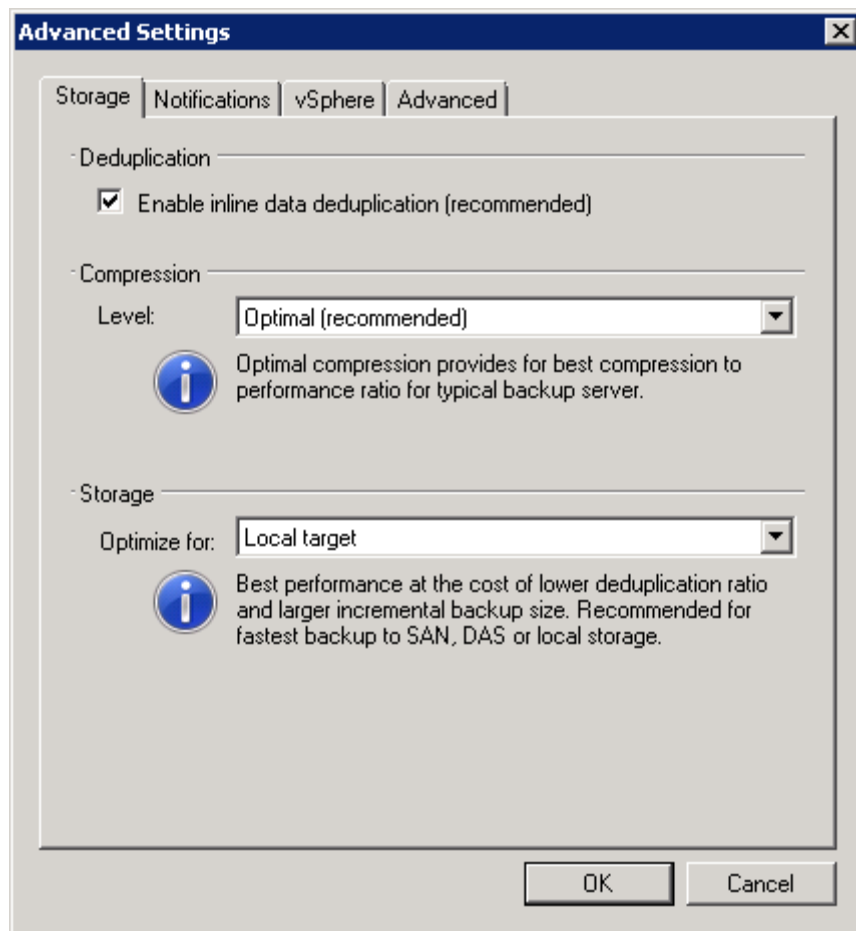 Advanced Settings
Storage Notifications vSphere Advanced
Deduplication
Enable inline data deduplication (recommended)
Compression
Level: Optimal (recommended)
Optimal compression provides for best compression to
performance ratio for typical backup server.
Storage
Optimize for: Local target
Best performance at the cost of lower deduplication ratio
and larger incremental backup size. Recommended for
fastest backup to SAN, DAS or local storage.
OK Cancel